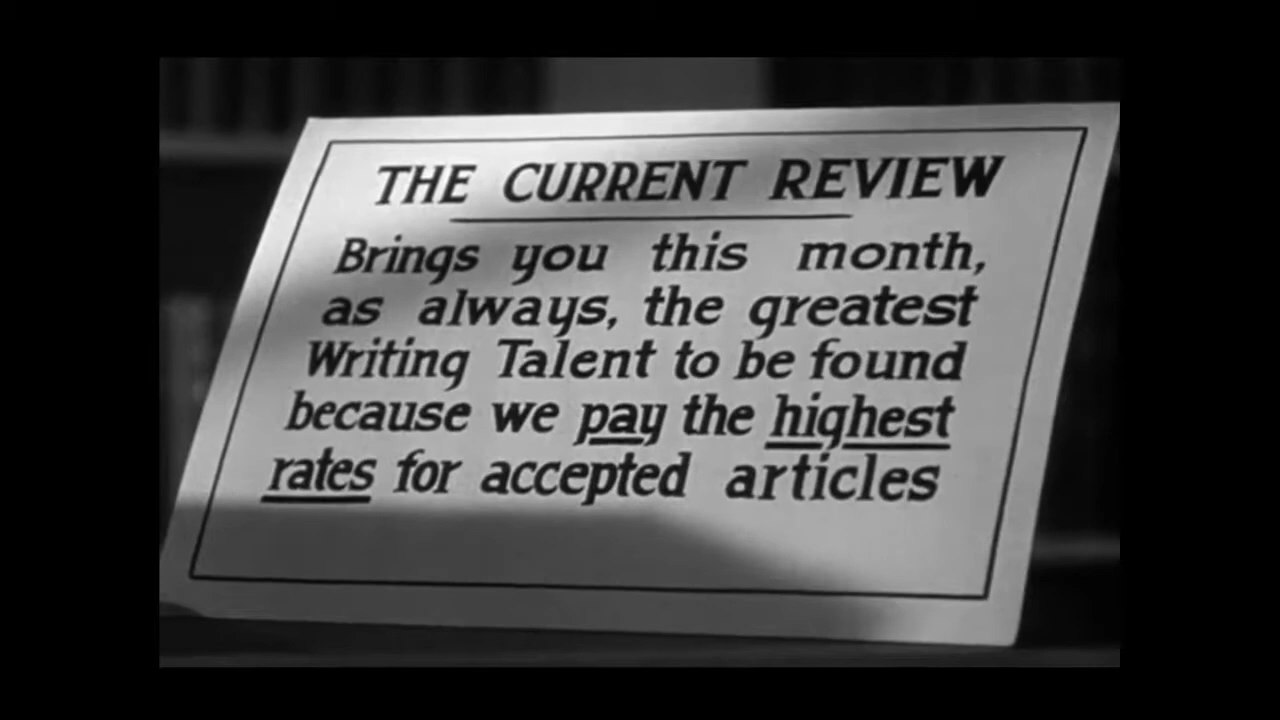 THE CURRENT REVIEW
Brings you this month,
as always, the greatest
Writing Talent to be found
because we pay the highest
rates for accepted articles